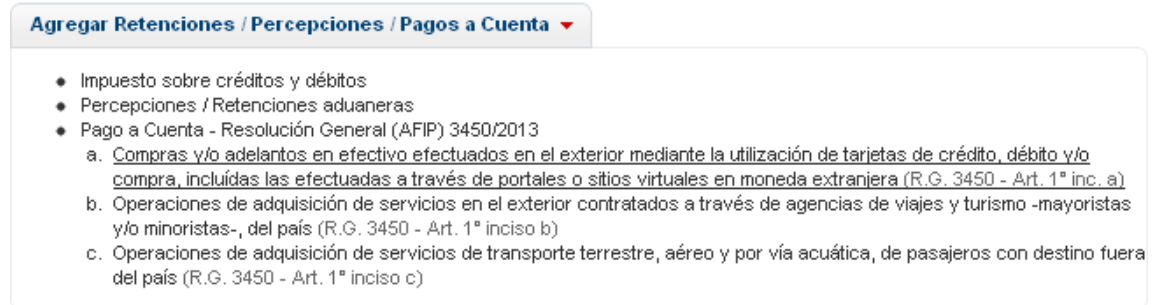 Agregar Retenciones / Percepciones / Pagos a Cuenta
Impuesto sobre créditos y débitos
Percepciones / Retenciones aduaneras
Pago a Cuenta - Resolución General (AFIP) 3450/2013
a. Compras y/o adelantos en efectivo efectuados en el exterior mediante la utilización de tarjetas de crédito, débito y/o
compra, incluídas las efectuadas a través de portales o sitios virtuales en moneda extranjera (R.G. 3450 - Art. 1° inc. a)
b. Operaciones de adquisición de servicios en el exterior contratados a través de agencias de viajes y turismo -mayoristas
y/o minoristas-, del país (R.G. 3450 - Art. 1° inciso b)
c. Operaciones de adquisición de servicios de transporte terrestre, aéreo y por vía acuática, de pasajeros con destino fuera
del país (R.G. 3450 - Art. 1° inciso c)